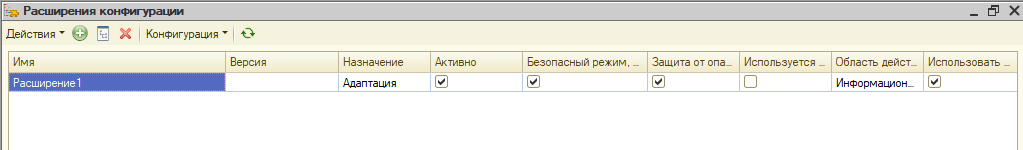 Расширения конфигурации
Действия Конфигурация
Имя Версия Назначение Активно Безопасный режим, ... Защита от опа... Используется ... Область дейст... Использовать
Расширение1 Адаптация Информацион...